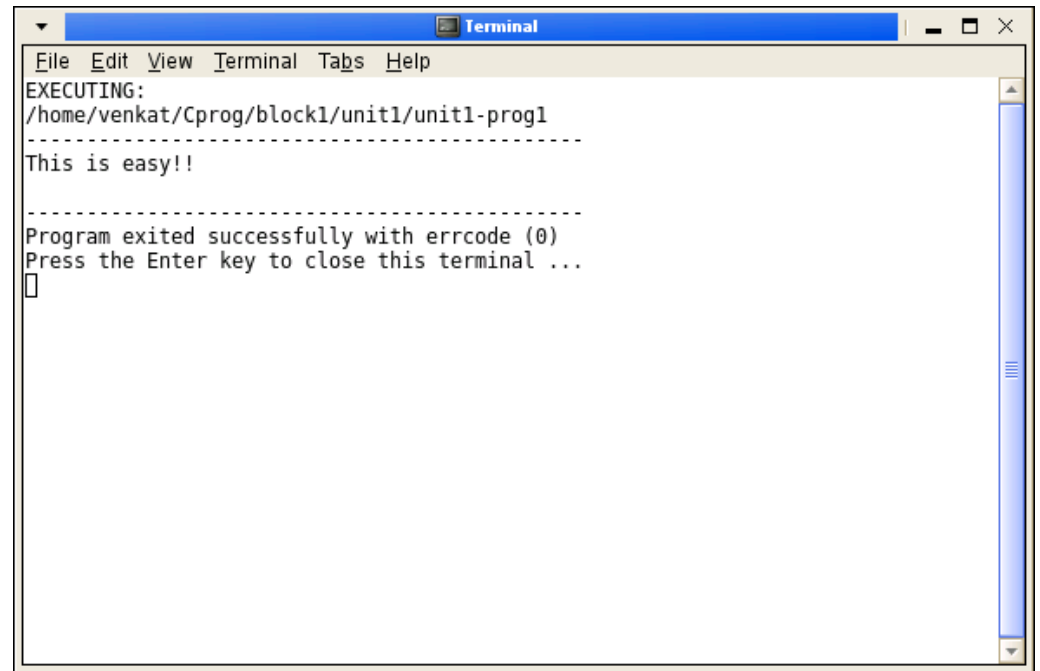 Terminal
File Edit View Terminal Tabs Help
EXECUTING:
/home/venkat/Cprog/block1/unit1/unit1-prog1
----------------------------------------------
This is easy!!
----------------------------------------------
Program exited successfully with errcode (0)
Press the Enter key to close this terminal ...